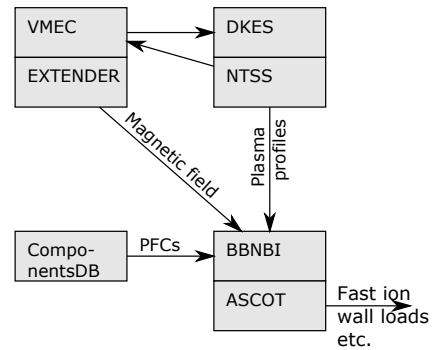 VMEC
DKES
EXTENDER
NTSS
Magnetic field
Plasma
profiles
Compo-
nentsDB
PFCs
BBNBI
ASCOT
Fast ion
wall loads
etc.